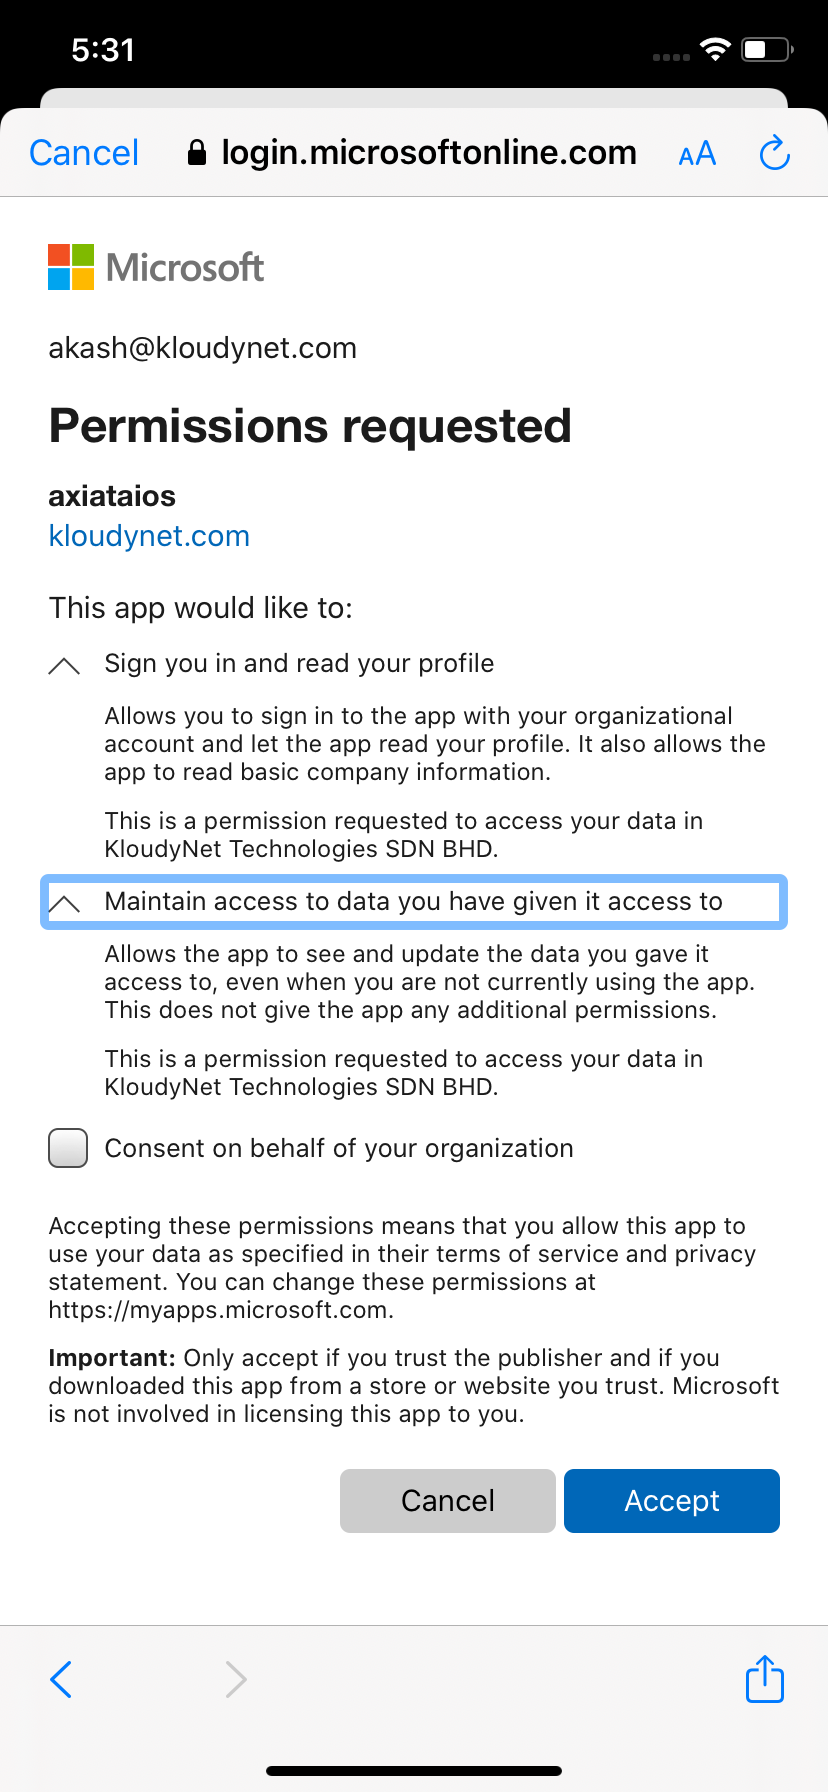 5:31
Cancel
login.microsoftonline.com
AA
Microsoft
akash@kloudynet.com
Permissions requested
axiataios
kloudynet.com
This app would like to:
Sign you in and read your profile
Allows you to sign in to the app with your organizational
account and let the app read your profile. It also allows the
app to read basic company information.
This is a permission requested to access your data in
KloudyNet Technologies SDN BHD.
Maintain access to data you have given it access to
Allows the app to see and update the data you gave it
access to, even when you are not currently using the app.
This does not give the app any additional permissions.
This is a permission requested to access your data in
KloudyNet Technologies SDN BHD.
Consent on behalf of your organization
Accepting these permissions means that you allow this app to
use your data as specified in their terms of service and privacy
statement. You can change these permissions at
https://myapps.microsoft.com.
Important: Only accept if you trust the publisher and if you
downloaded this app from a store or website you trust. Microsoft
is not involved in licensing this app to you.
Cancel
Accept